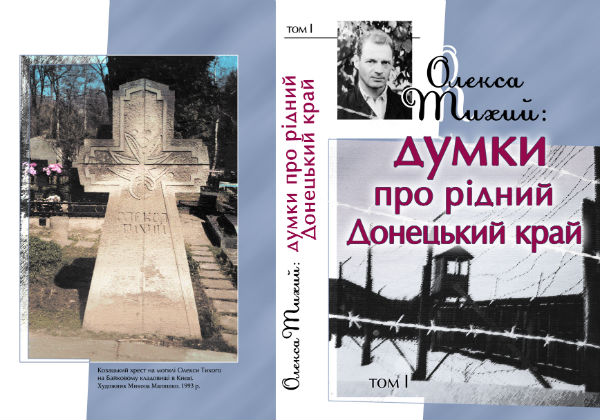 ОЛЕКСА
ТИХИЙ
Козацький хрест на могилі Олекси Тихого
на Байковому кладовищі в Києві.
Художник Микола Малишко. 1993 р.
ТОМ I
Олекса Тихий: думки про рідний
Донецький край
Олекса
Тихий:
думки
про рідний
Донецький край
ТОМ I